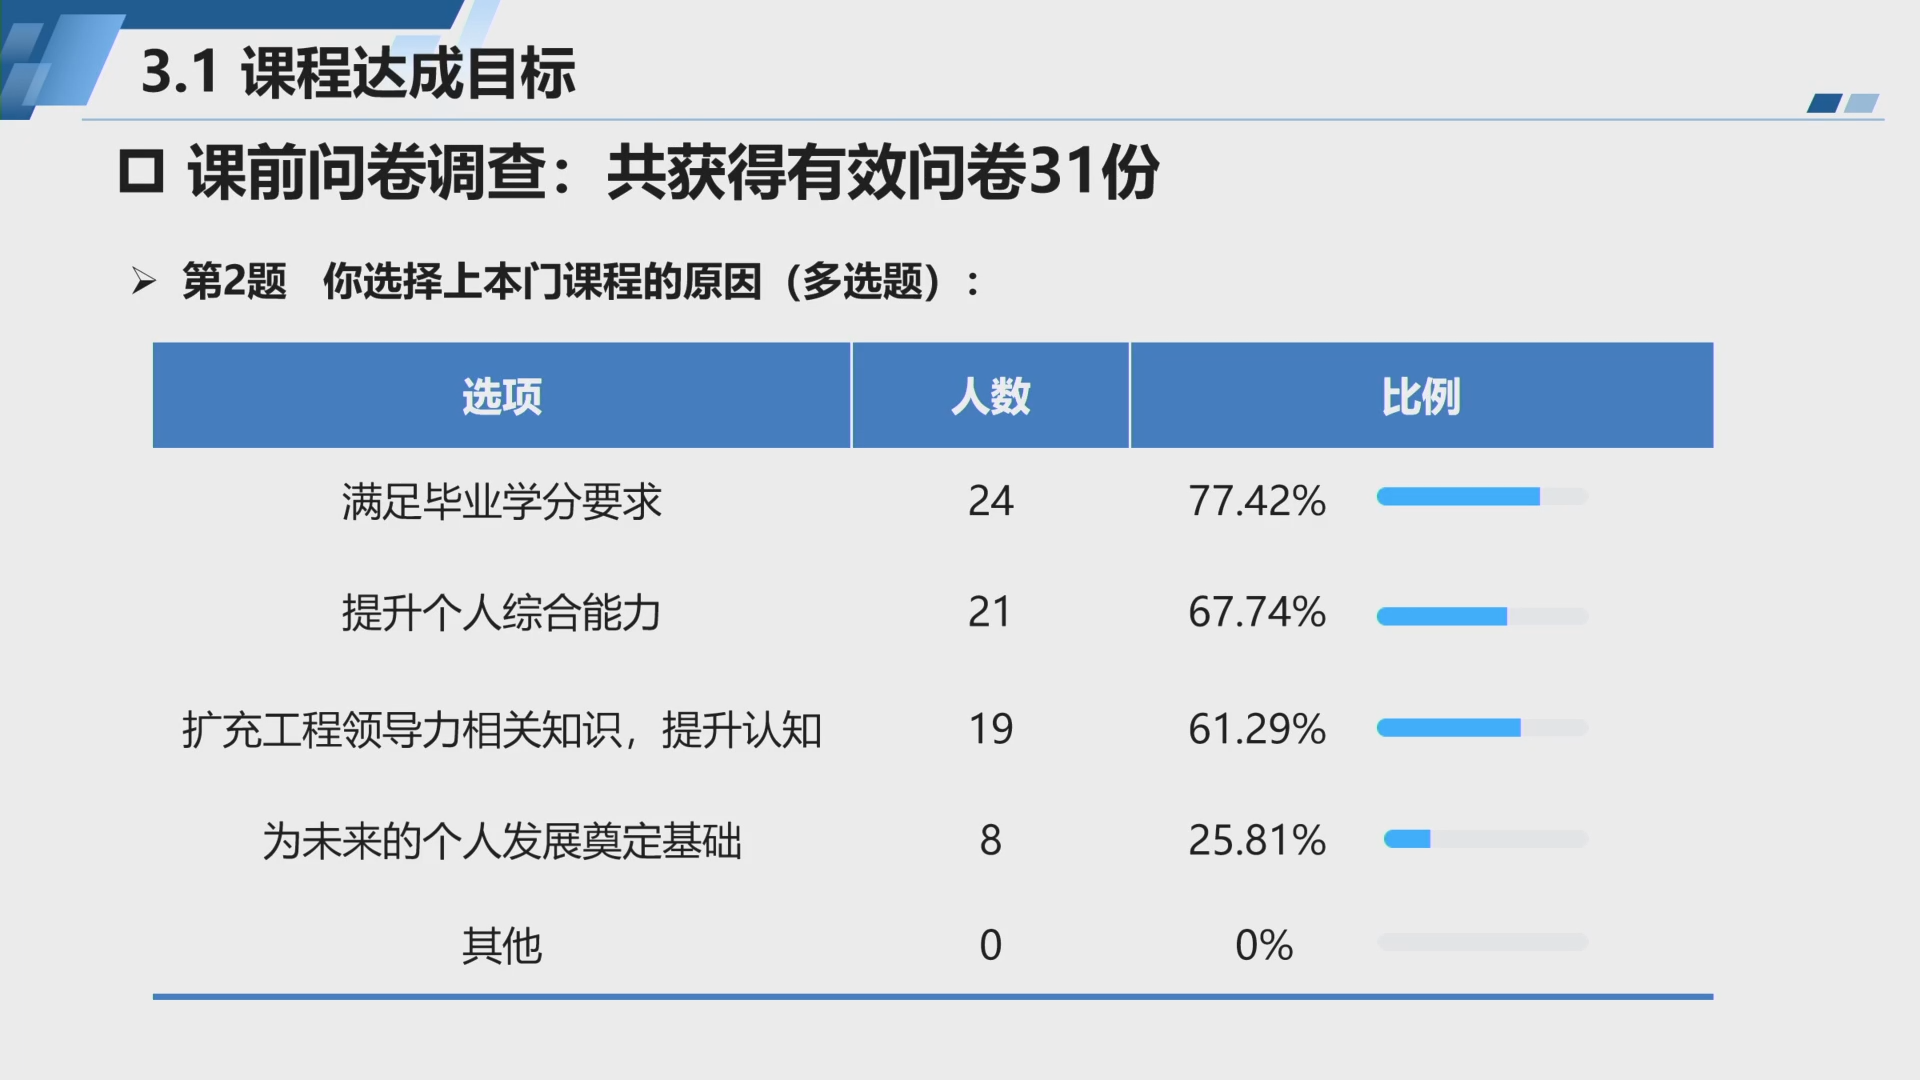 3.1 课程达成目标
课前问卷调查：共获得有效问卷31份
第2题 你选择上本门课程的原因（多选题）：
选项 人数 比例
满足毕业学分要求 24 77.42%
提升个人综合能力 21 67.74%
扩充工程领导力相关知识，提升认知 19 61.29%
为未来的个人发展奠定基础 8 25.81%
其他 0 0%